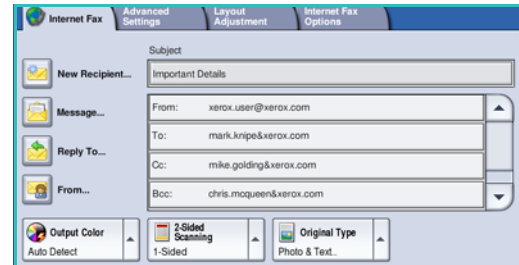 Internet Fax
Advanced Settings
Layout Adjustment
Internet Fax Options
Subject
New Recipient...
Important Details
Message...
From: xerox.user@xerox.com
To: mark.knipe&xerox.com
Reply To...
Cc: mike.golding&xerox.com
From...
Bcc: chris.mcqueen&xerox.com
Output Color
Auto Detect
2-Sided Scanning
1-Sided
Original Type
Photo & Text..